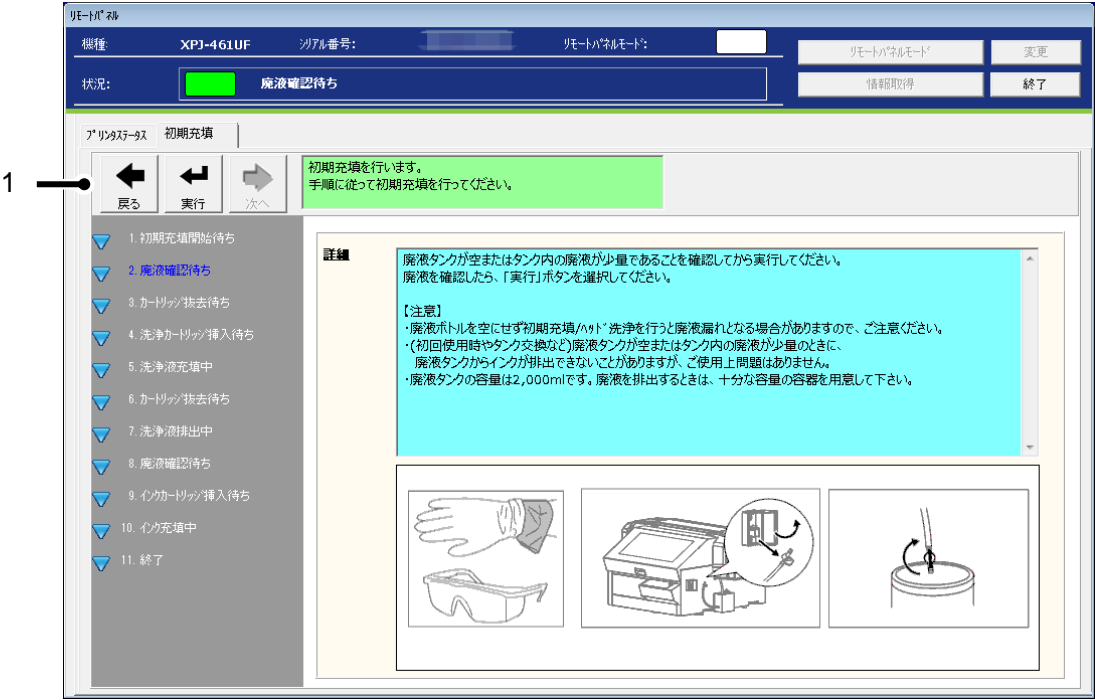 リモートパネル
機種:
XPJ-461UF
シリアル番号:
リモートパネルモード:
リモートパネルモード
変更
状況:
廃液確認待ち
情報取得
終了
プリンタステータス
初期充填
1
戻る
実行
次へ
初期充填を行います。
手順に従って初期充填を行ってください。
1. 初期充填開始待ち
2. 廃液確認待ち
3. カートリッジ抜去待ち
4. 洗浄カートリッジ挿入待ち
5. 洗浄液充填中
6. カートリッジ抜去待ち
7. 洗浄液排出中
8. 廃液確認待ち
9. インクカートリッジ挿入待ち
10. インク充填中
11. 終了
詳細
廃液タンクが空またはタンク内の廃液が少量であることを確認してから実行してください。
廃液を確認したら、「実行」ボタンを選択してください。
【注意】
・廃液ボトルを空にせず初期充填/ヘッド洗浄を行うと廃液漏れとなる場合がありますので、ご注意ください。
・(初回使用時やタンク交換など)廃液タンクが空またはタンク内の廃液が少量のときに、
廃液タンクからインクが排出できないことがありますが、ご使用上問題はありません。
・廃液タンクの容量は2,000mlです。廃液を排出するときは、十分な容量の容器を用意して下さい。